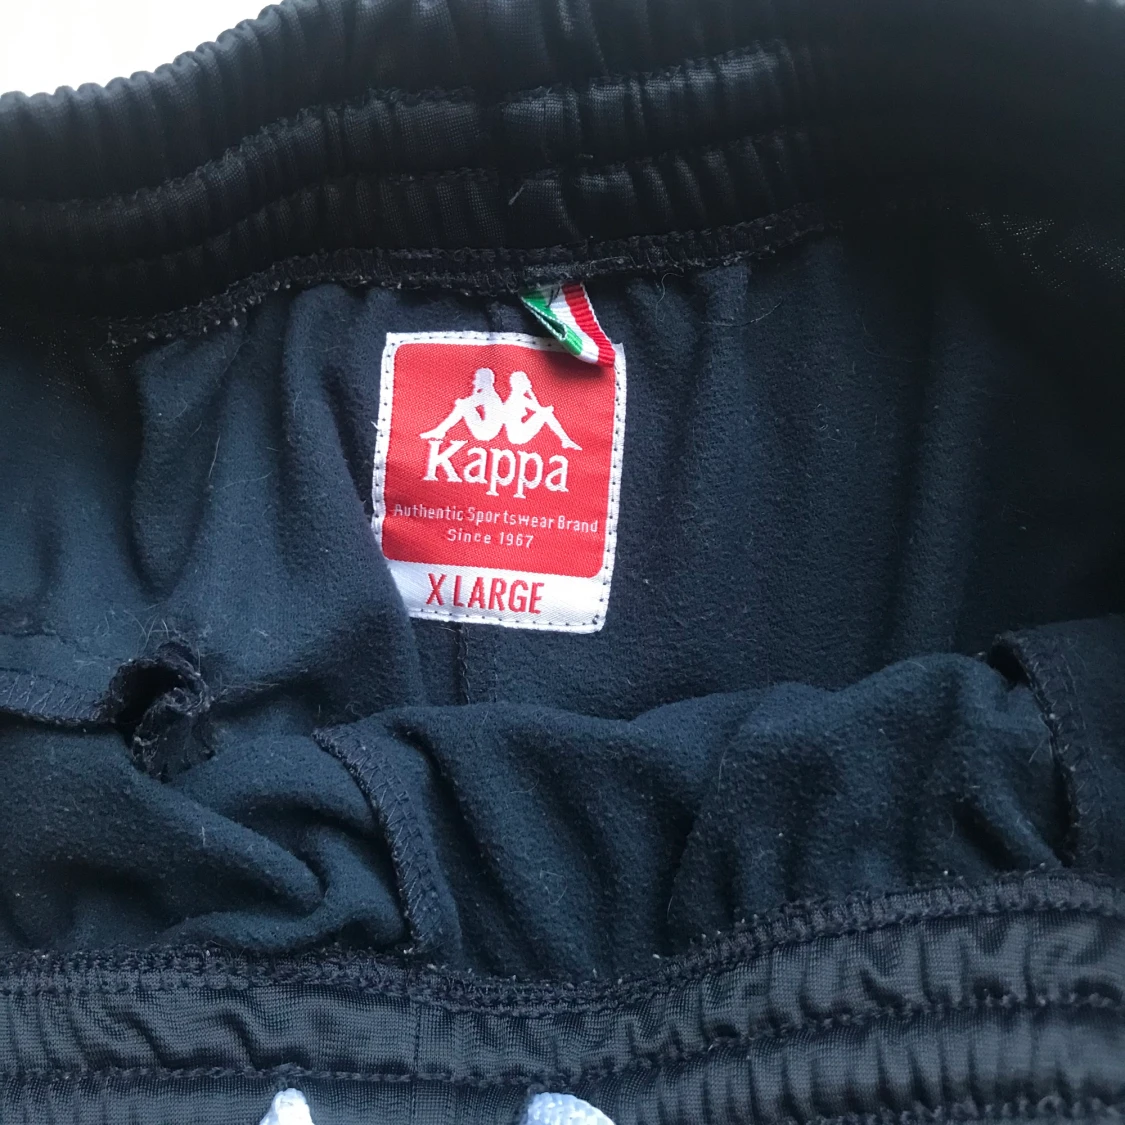 Kappa
Authentic Sportswear Brand
Since 1967
X LARGE